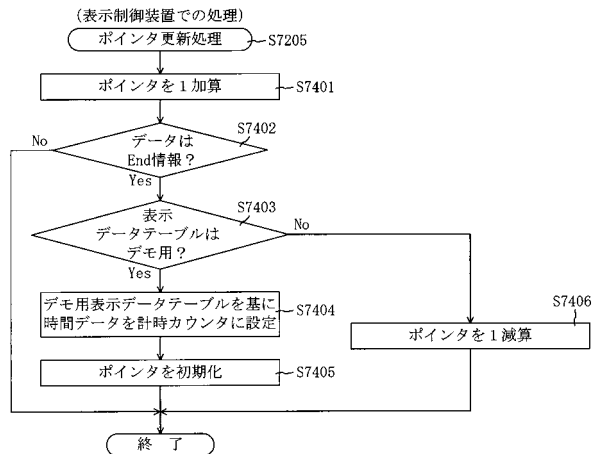 (表示制御装置での処理)
ポインタ更新処理
S7205
ポインタを1加算
S7401
S7402
No
データは
End情報?
Yes
S7403
表示
データテーブルは
デモ用?
No
Yes
デモ用表示データテーブルを基に
時間データを計時カウンタに設定
S7404
S7406
ポインタを1減算
ポインタを初期化
S7405
終 了